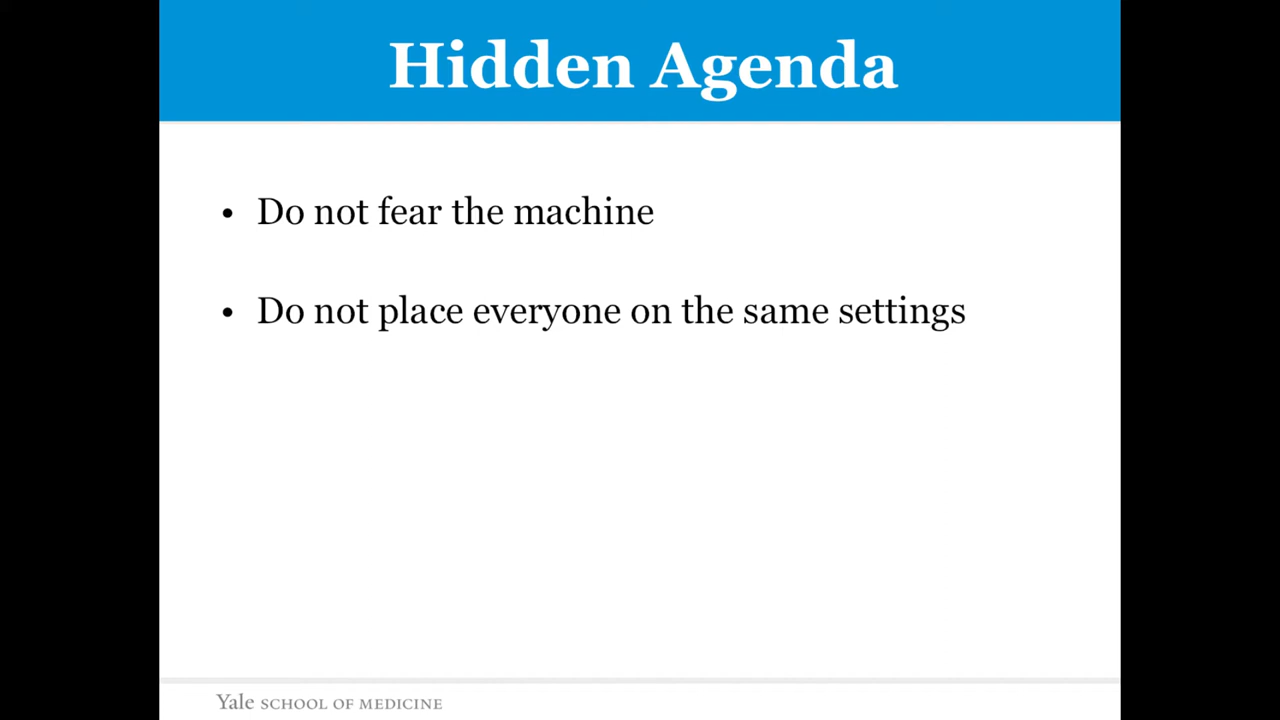 Hidden Agenda
• Do not fear the machine
• Do not place everyone on the same settings
Yale SCHOOL OF MEDICINE